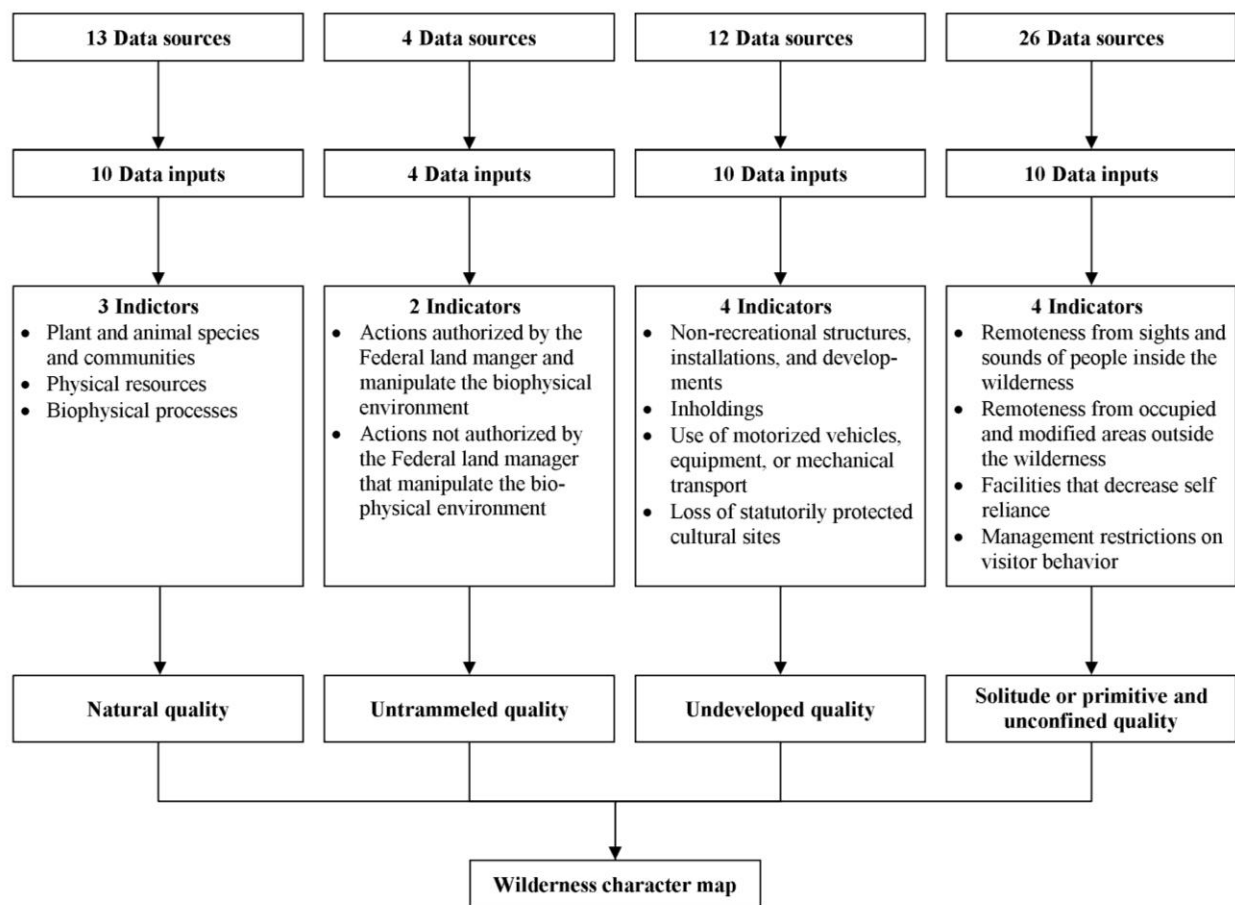 13 Data sources
4 Data sources
12 Data sources
26 Data sources
10 Data inputs
4 Data inputs
10 Data inputs
10 Data inputs
3 Indictors
• Plant and animal species
and communities
• Physical resources
• Biophysical processes
2 Indicators
• Actions authorized by the
Federal land manger and
manipulate the biophysical
environment
• Actions not authorized by
the Federal land manager
that manipulate the bio-
physical environment
4 Indicators
• Non-recreational structures,
installations, and develop-
ments
• Inholdings
• Use of motorized vehicles,
equipment, or mechanical
transport
• Loss of statutorily protected
cultural sites
4 Indicators
• Remoteness from sights and
sounds of people inside the
wilderness
• Remoteness from occupied
and modified areas outside
the wilderness
• Facilities that decrease self
reliance
• Management restrictions on
visitor behavior
Natural quality
Untrammeled quality
Undeveloped quality
Solitude or primitive and
unconfined quality
Wilderness character map